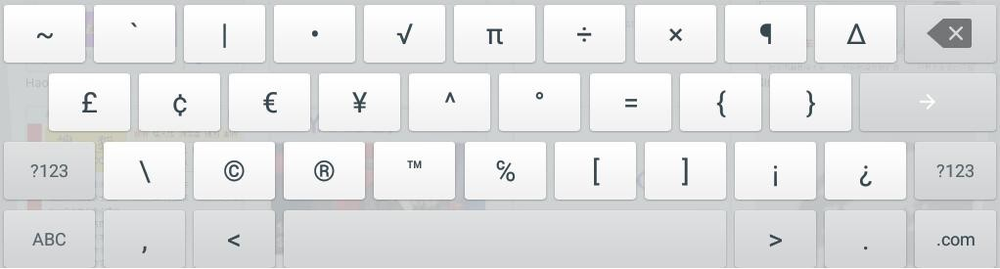 ~ ` | • √ π ÷ × ¶ Δ
£ ¢ € ¥ ^ ° = { }
?123 \ © ® ™ ℅ [ ] ¡ ¿ ?123
ABC , < > . .com